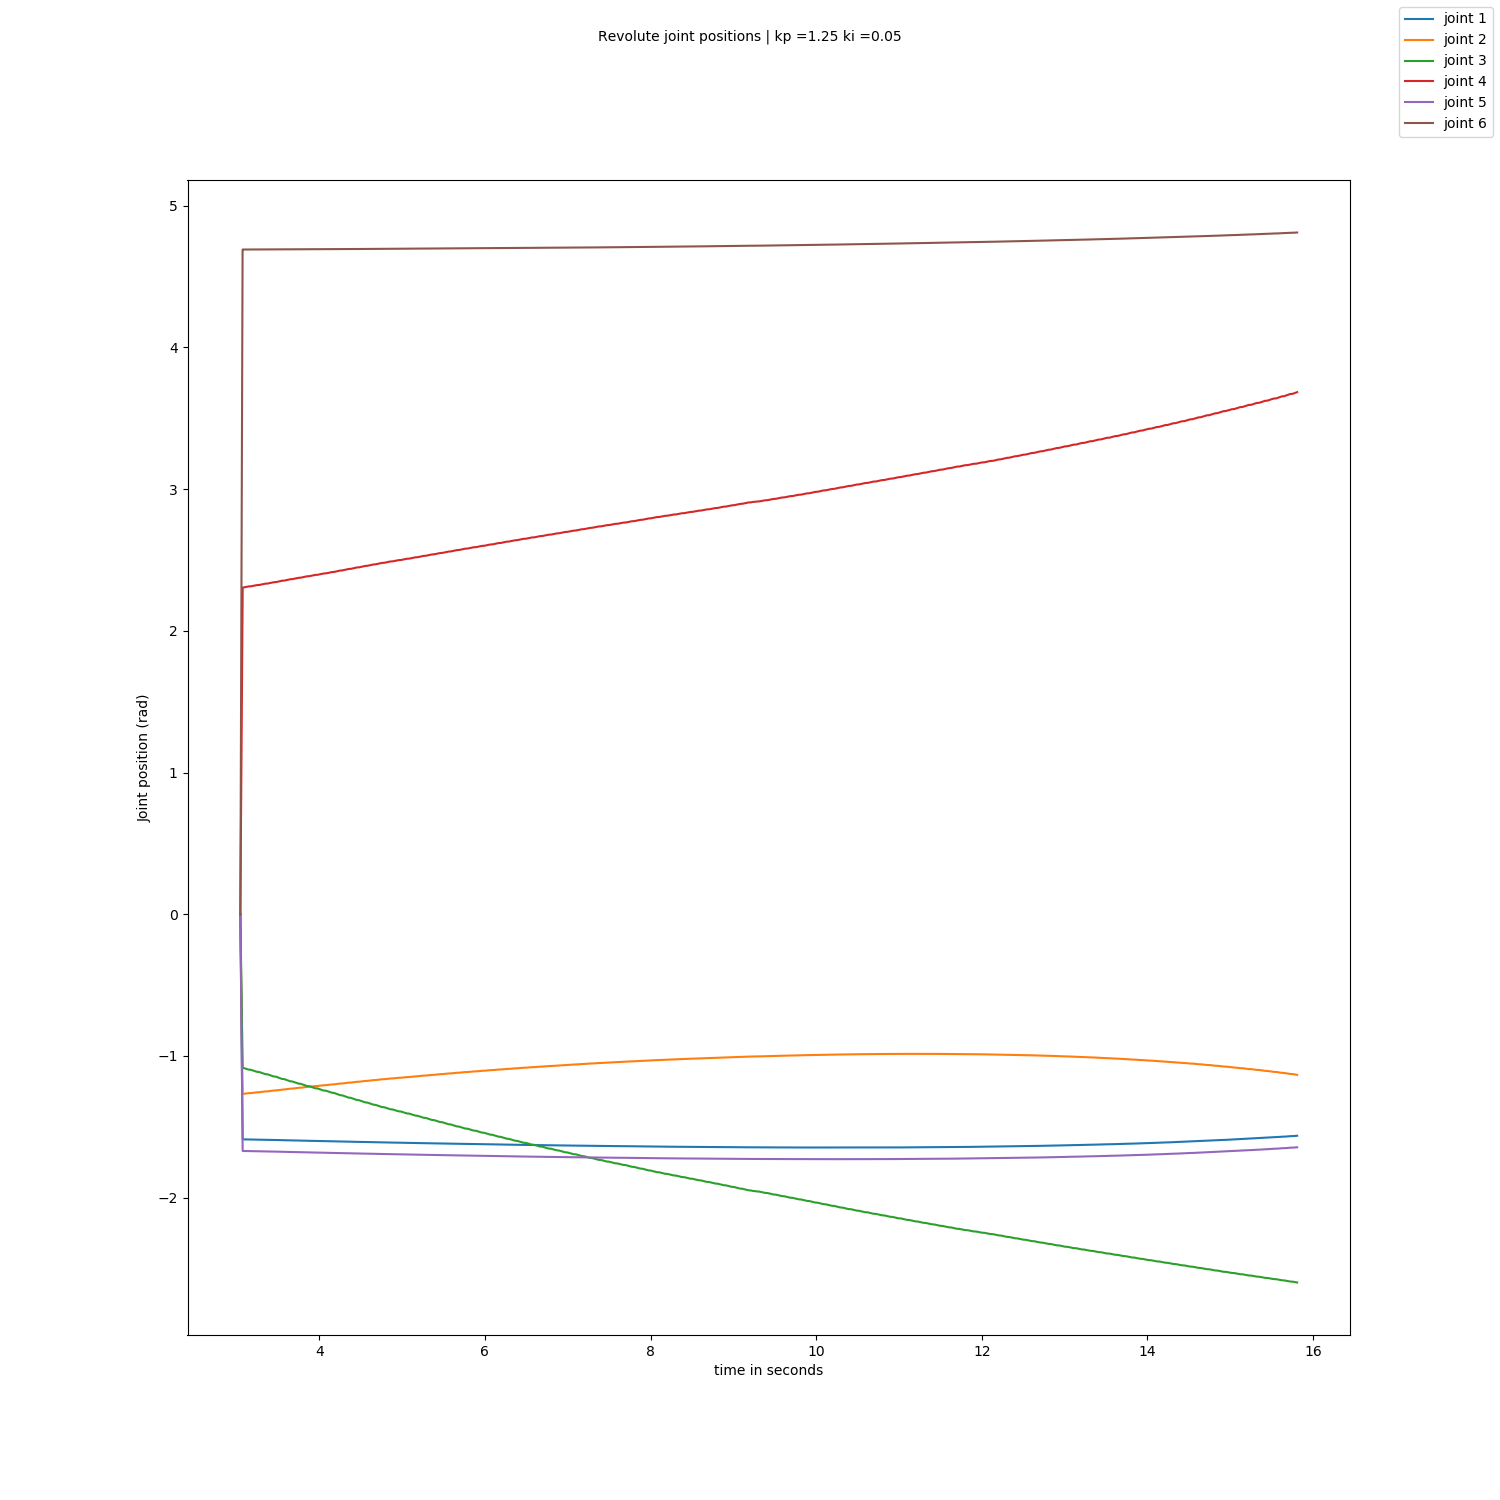 Revolute joint positions | kp =1.25 ki =0.05
joint 1
joint 2
joint 3
joint 4
joint 5
joint 6
5
4
3
2
1
0
−1
−2
Joint position (rad)
4 6 8 10 12 14 16
time in seconds